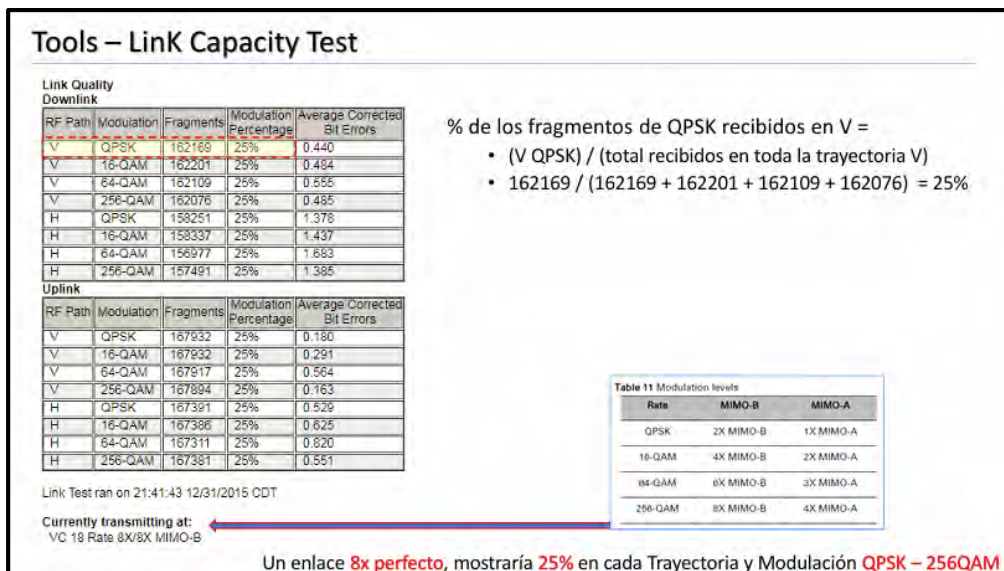 Tools – LinK Capacity Test
Link Quality
Downlink
RF Path Modulation Fragments Modulation Percentage Average Corrected Bit Errors
V QPSK 162169 25% 0.440
V 16-QAM 162201 25% 0.484
V 64-QAM 162109 25% 0.555
V 256-QAM 162076 25% 0.485
H QPSK 158251 25% 1.378
H 16-QAM 158337 25% 1.437
H 64-QAM 156977 25% 1.683
H 256-QAM 157491 25% 1.385
Uplink
RF Path Modulation Fragments Modulation Percentage Average Corrected Bit Errors
V QPSK 167932 25% 0.180
V 16-QAM 167932 25% 0.291
V 64-QAM 167917 25% 0.564
V 256-QAM 167894 25% 0.163
H QPSK 167391 25% 0.529
H 16-QAM 167386 25% 0.625
H 64-QAM 167311 25% 0.820
H 256-QAM 167381 25% 0.551
Link Test ran on 21:41:43 12/31/2015 CDT
Currently transmitting at:
VC 18 Rate 8X/8X MIMO-B
% de los fragmentos de QPSK recibidos en V =
• (V QPSK) / (total recibidos en toda la trayectoria V)
• 162169 / (162169 + 162201 + 162109 + 162076) = 25%
Table 11 Modulation levels
Rate MIMO-B MIMO-A
QPSK 2X MIMO-B 1X MIMO-A
16-QAM 4X MIMO-B 2X MIMO-A
64-QAM 6X MIMO-B 3X MIMO-A
256-QAM 8X MIMO-B 4X MIMO-A
Un enlace 8x perfecto, mostraría 25% en cada Trayectoria y Modulación QPSK – 256QAM